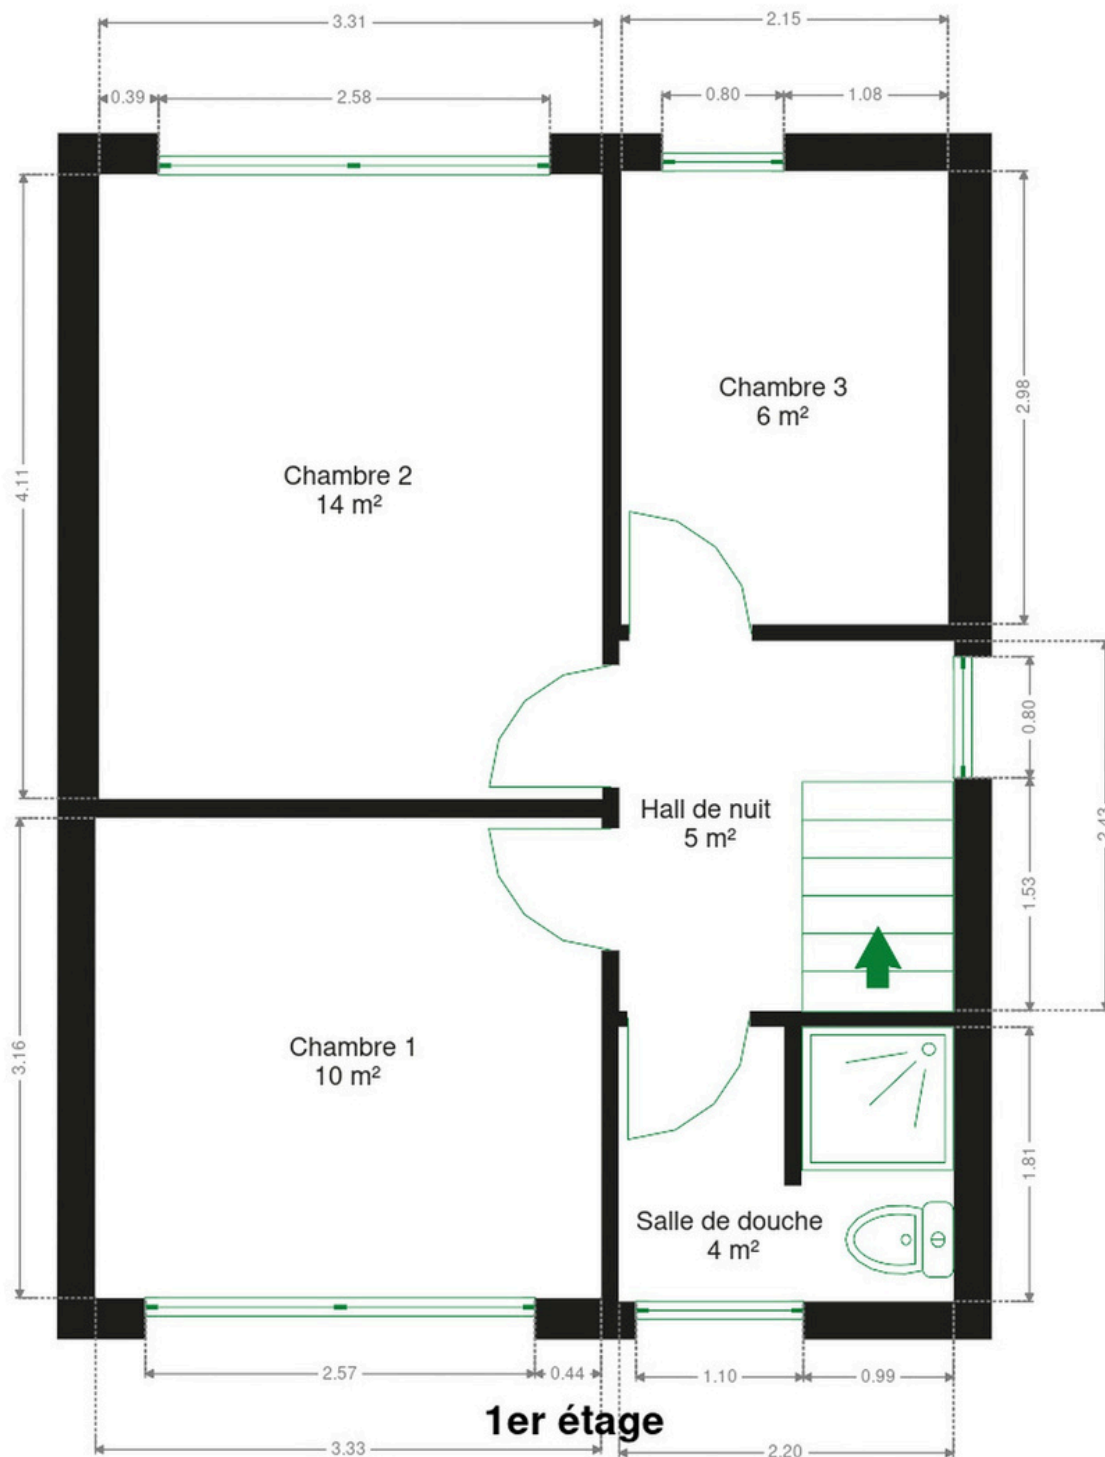 3.31
2.15
0.39
2.58
0.80
1.08
Chambre 3
6 m²
2.98
Chambre 2
14 m²
4.11
0.80
Hall de nuit
5 m²
2.43
1.53
Chambre 1
10 m²
3.16
1.81
Salle de douche
4 m²
2.57
0.44
1.10
0.99
1er étage
3.33
2.20